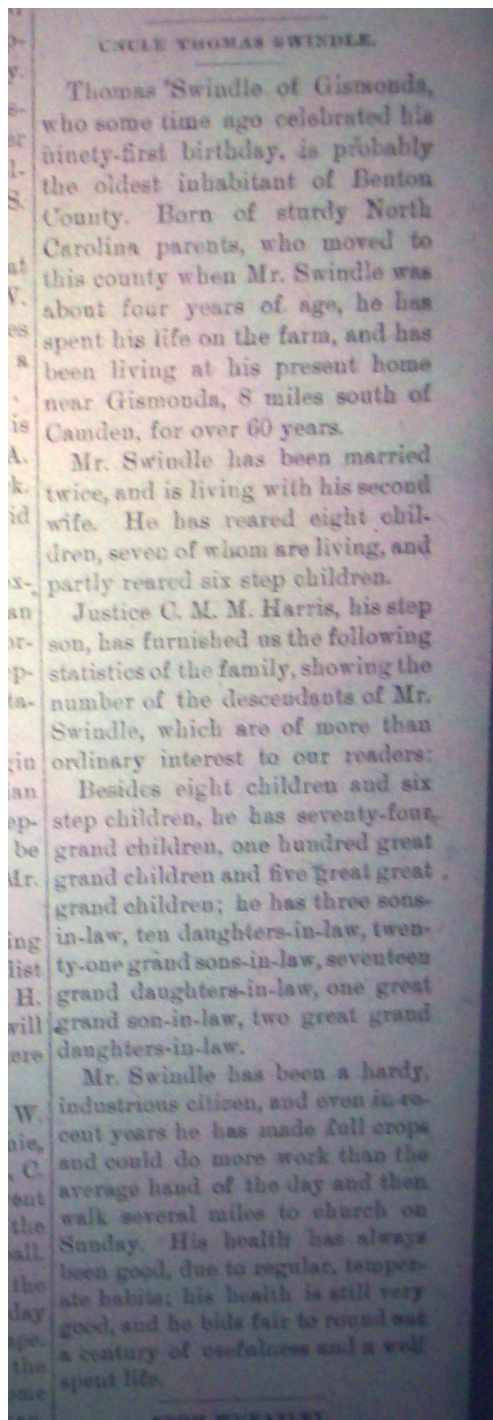 UNCLE THOMAS SWINDLE.
Thomas Swindle of Gismonda,
who some time ago celebrated his
ninety-first birthday, is probably
the oldest inhabitant of Benton
County. Born of sturdy North
Carolina parents, who moved to
this county when Mr. Swindle was
about four years of age, he has
spent his life on the farm, and has
been living at his present home
near Gismonda, 8 miles south of
Camden, for over 60 years.
Mr. Swindle has been married
twice, and is living with his second
wife. He has reared eight chil-
dren, seven of whom are living, and
partly reared six step children.
Justice C. M. M. Harris, his step
son, has furnished us the following
statistics of the family, showing the
number of the descendants of Mr.
Swindle, which are of more than
ordinary interest to our readers:
Besides eight children and six
step children, he has seventy-four
grand children, one hundred great
grand children and five great great
grand children; he has three sons-
in-law, ten daughters-in-law, twen-
ty-one grand sons-in-law, seventeen
grand daughters-in-law, one great
grand son-in-law, two great grand
daughters-in-law.
Mr. Swindle has been a hardy,
industrious citizen, and even in re-
cent years he has made full crops
and could do more work than the
average hand of the day and then
walk several miles to church on
Sunday. His health has always
been good, due to regular, temper-
ate habits; his health is still very
good, and he bids fair to round out
a century of usefulness and a well
spent life.